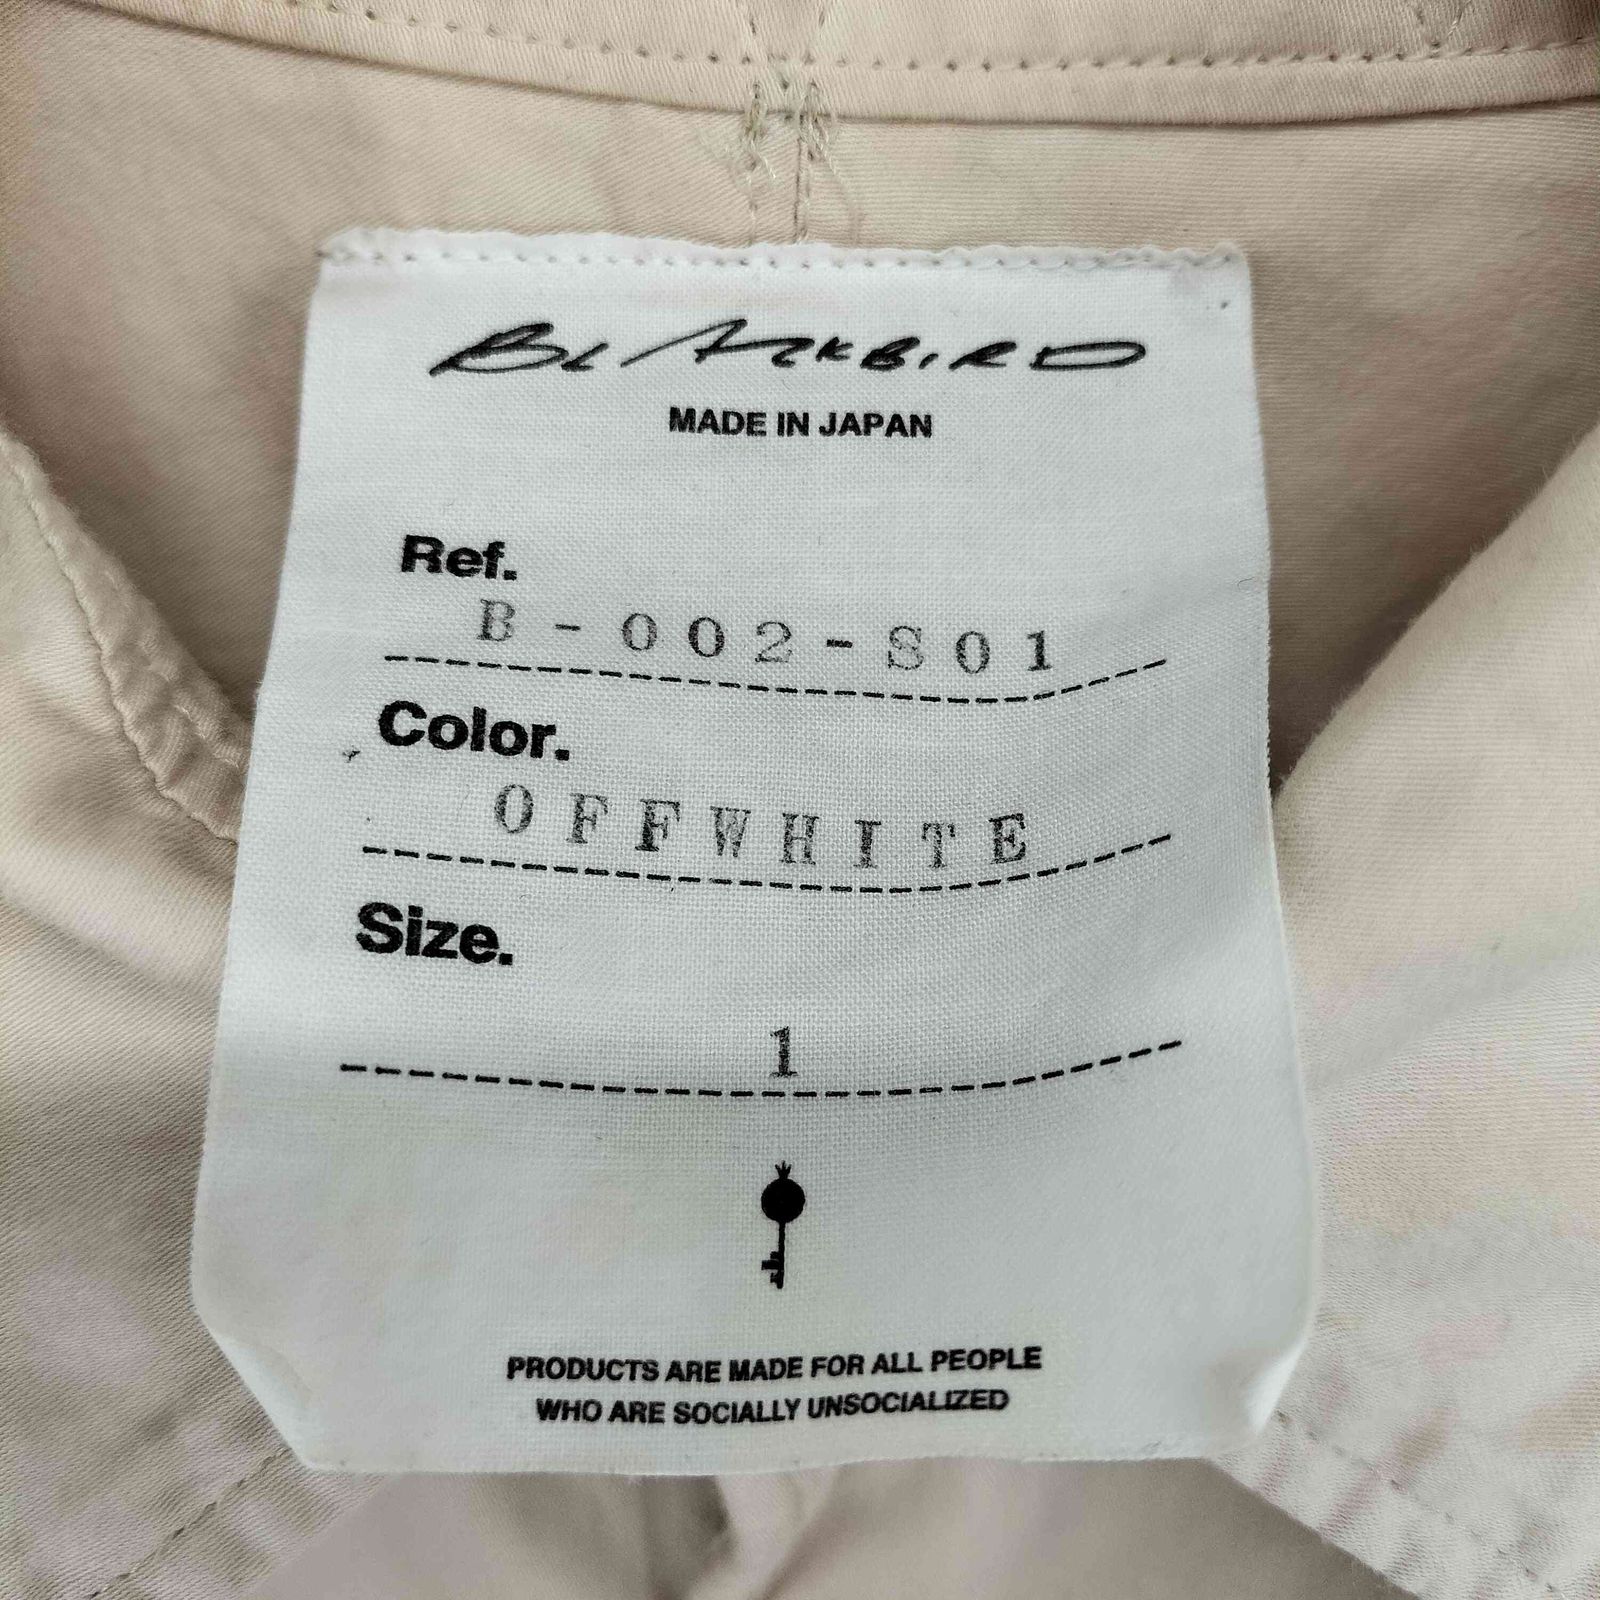 BLACKBIRD
MADE IN JAPAN
Ref.
B-002-S01
Color.
OFFWHITE
Size.
1
PRODUCTS ARE MADE FOR ALL PEOPLE
WHO ARE SOCIALLY UNSOCIALIZED